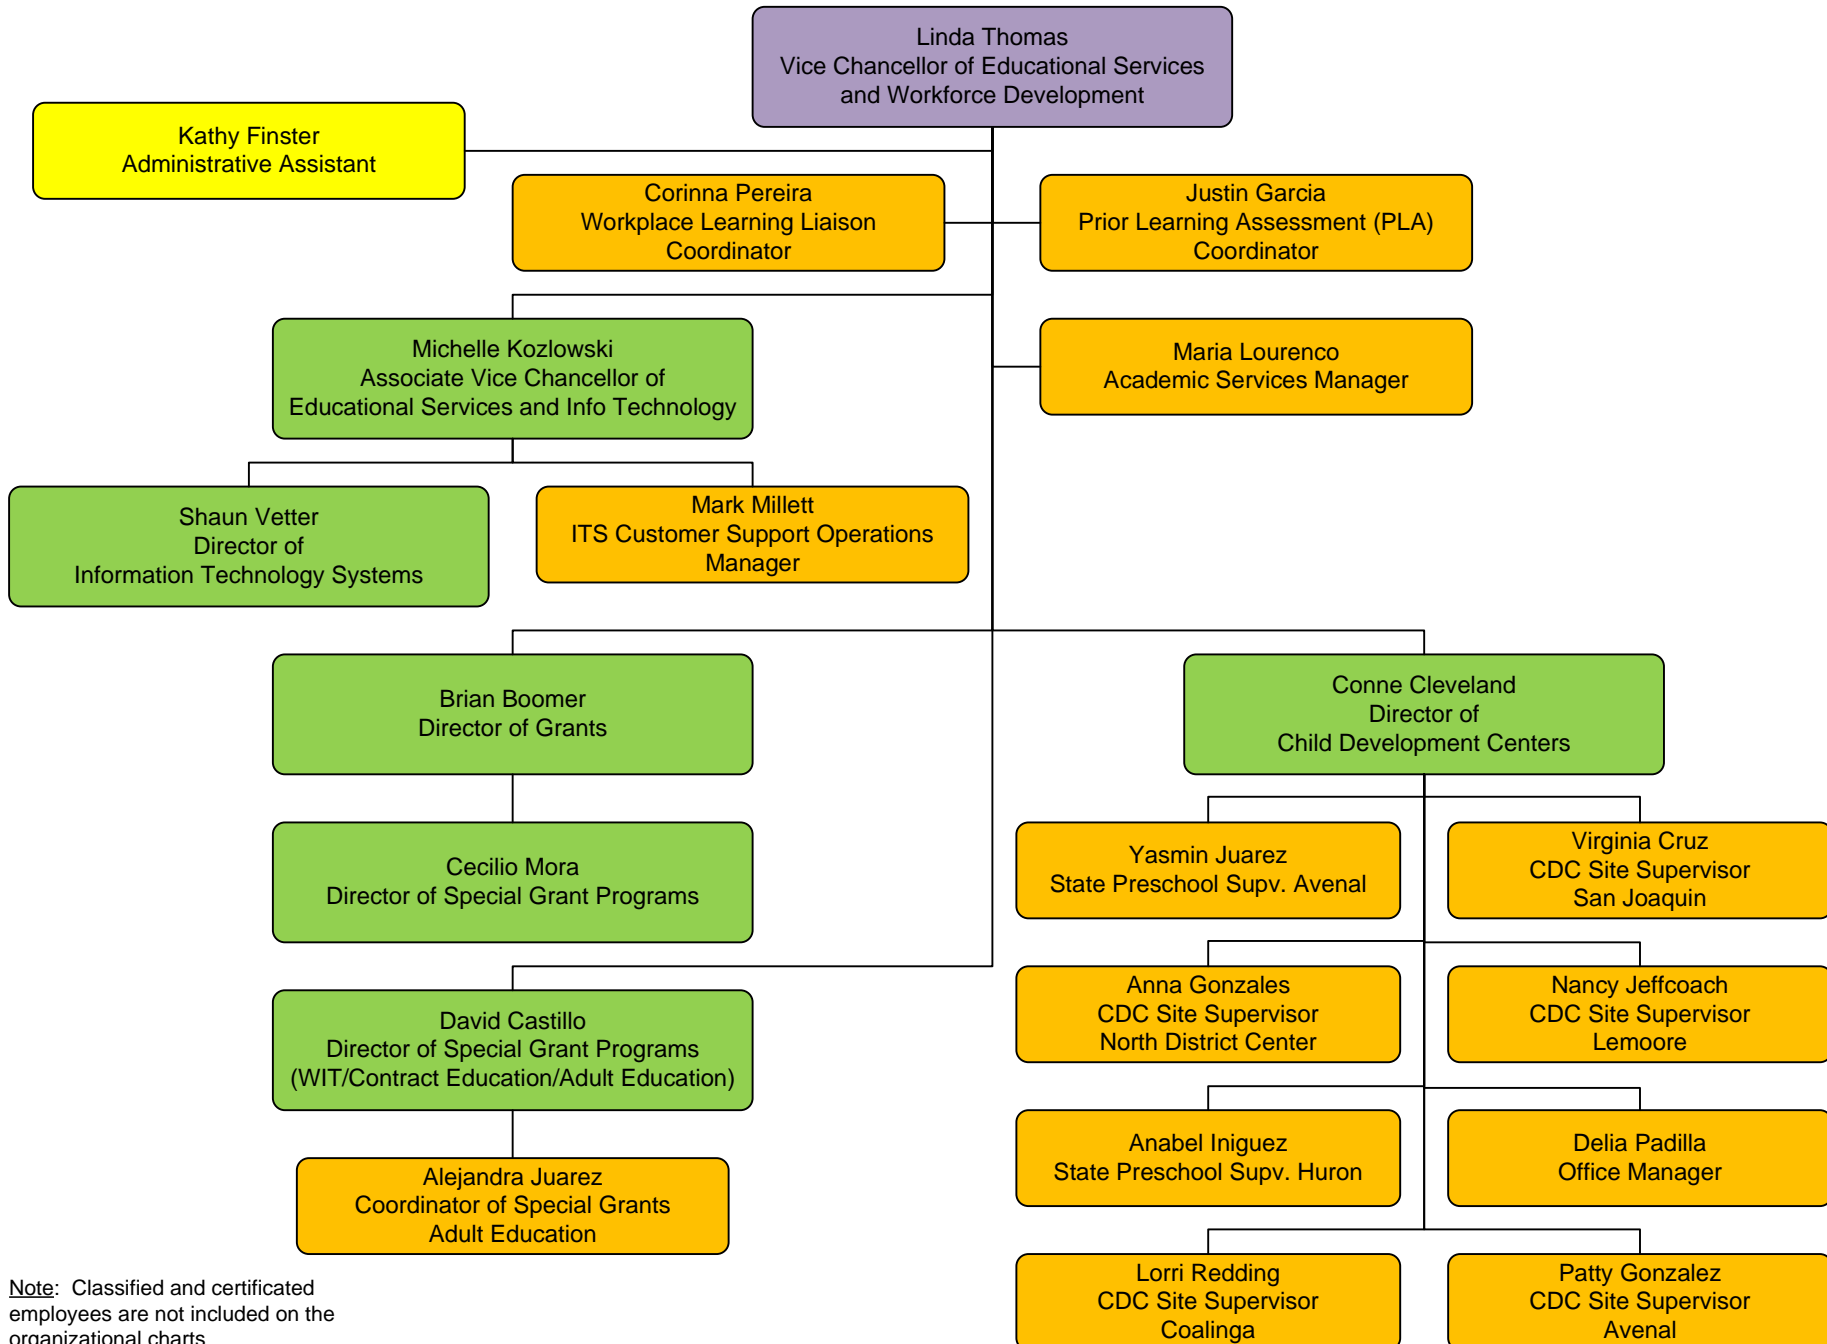 Linda Thomas
Vice Chancellor of Educational Services
and Workforce Development
Kathy Finster
Administrative Assistant
Corinna Pereira
Workplace Learning Liaison
Coordinator
Justin Garcia
Prior Learning Assessment (PLA)
Coordinator
Michelle Kozlowski
Associate Vice Chancellor of
Educational Services and Info Technology
Maria Lourenco
Academic Services Manager
Shaun Vetter
Director of
Information Technology Systems
Mark Millett
ITS Customer Support Operations
Manager
Brian Boomer
Director of Grants
Conne Cleveland
Director of
Child Development Centers
Cecilio Mora
Director of Special Grant Programs
Yasmin Juarez
State Preschool Supv. Avenal
Virginia Cruz
CDC Site Supervisor
San Joaquin
David Castillo
Director of Special Grant Programs
(WIT/Contract Education/Adult Education)
Anna Gonzales
CDC Site Supervisor
North District Center
Nancy Jeffcoach
CDC Site Supervisor
Lemoore
Alejandra Juarez
Coordinator of Special Grants
Adult Education
Anabel Iniguez
State Preschool Supv. Huron
Delia Padilla
Office Manager
Lorri Redding
CDC Site Supervisor
Coalinga
Patty Gonzalez
CDC Site Supervisor
Avenal
Note: Classified and certificated
employees are not included on the
organizational charts